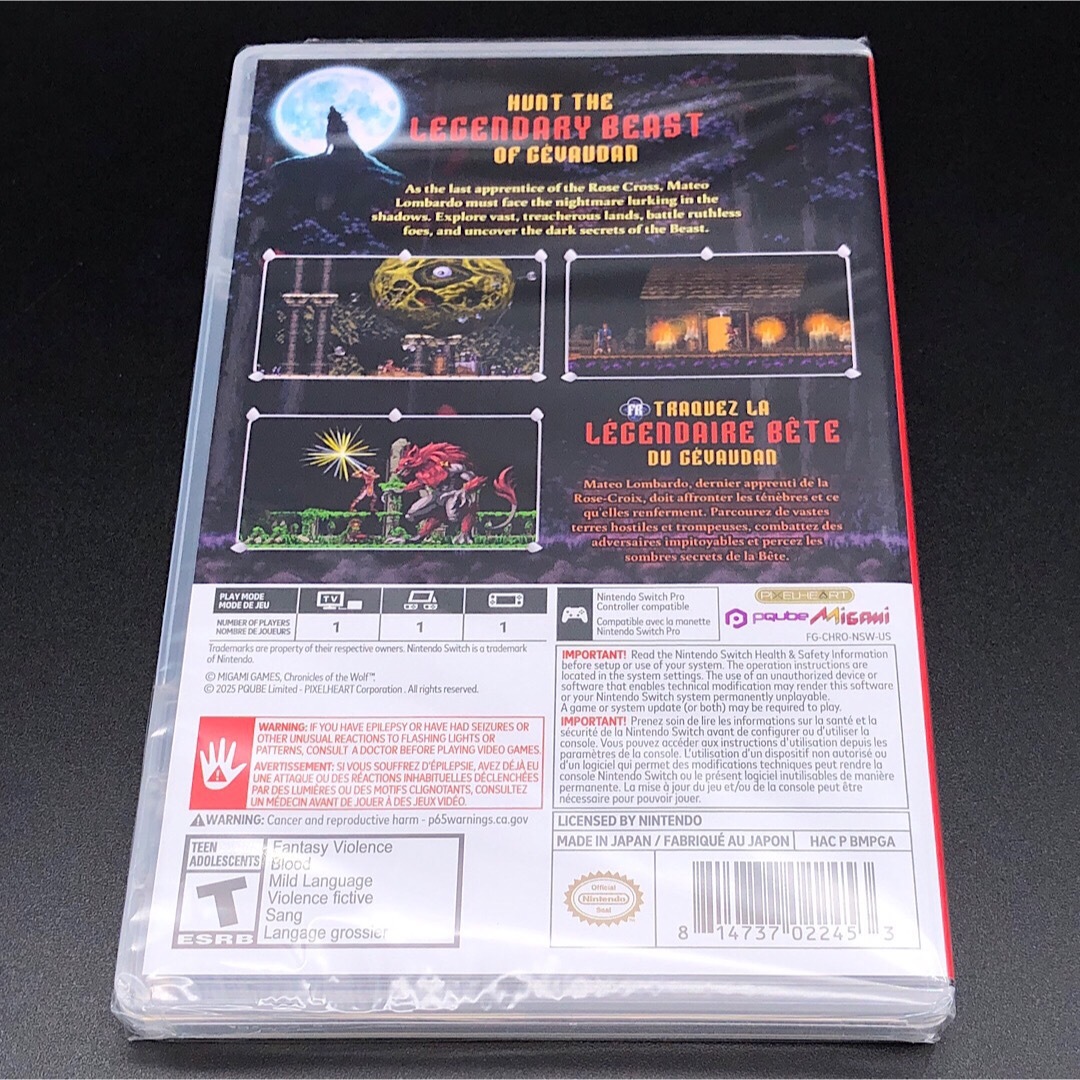 HUNT THE
LEGENDARY BEAST
OF GÉVAUDAN
As the last apprentice of the Rose Cross, Mateo
Lombardo must face the nightmare lurking in the
shadows. Explore vast, treacherous lands, battle ruthless
foes, and uncover the dark secrets of the Beast.
FR TRAQUEZ LA
LÉGENDAIRE BÊTE
DU GÉVAUDAN
Mateo Lombardo, dernier apprenti de la
Rose-Croix, doit affronter les ténèbres et ce
qu'elles renferment. Parcourez de vastes
terres hostiles et trompeuses, combattez des
adversaires impitoyables et percez les
sombres secrets de la Bête.
PLAY MODE
MODE DE JEU
TV
NUMBER OF PLAYERS
NOMBRE DE JOUEURS
1 1 1
Nintendo Switch Pro
Controller compatible
Compatible avec la manette
Nintendo Switch Pro
PIXELHEART
PQube MiGAMi
FG-CHRO-NSW-US
Trademarks are property of their respective owners. Nintendo Switch is a trademark
of Nintendo.
© MIGAMI GAMES, Chronicles of the Wolf™.
© 2025 PQUBE Limited - PIXELHEART Corporation . All rights reserved.
WARNING: IF YOU HAVE EPILEPSY OR HAVE HAD SEIZURES OR
OTHER UNUSUAL REACTIONS TO FLASHING LIGHTS OR
PATTERNS, CONSULT A DOCTOR BEFORE PLAYING VIDEO GAMES.
AVERTISSEMENT: SI VOUS SOUFFREZ D'ÉPILEPSIE, AVEZ DÉJÀ EU
UNE ATTAQUE OU DES RÉACTIONS INHABITUELLES DÉCLENCHÉES
PAR DES LUMIÈRES OU DES MOTIFS CLIGNOTANTS, CONSULTEZ
UN MÉDECIN AVANT DE JOUER À DES JEUX VIDÉO.
WARNING: Cancer and reproductive harm - p65warnings.ca.gov
TEEN
ADOLESCENTS
T
ESRB
Fantasy Violence
Blood
Mild Language
Violence fictive
Sang
Langage grossier
IMPORTANT! Read the Nintendo Switch Health & Safety Information
before setup or use of your system. The operation instructions are
located in the system settings. The use of an unauthorized device or
software that enables technical modification may render this software
or your Nintendo Switch system permanently unplayable.
A game or system update (or both) may be required to play.
IMPORTANT! Prenez soin de lire les informations sur la santé et la
sécurité de la Nintendo Switch avant de configurer ou d'utiliser la
console. Vous pouvez accéder aux instructions d'utilisation depuis les
paramètres de la console. L'utilisation d'un dispositif non autorisé ou
d'un logiciel qui permet des modifications techniques peut rendre la
console Nintendo Switch ou le présent logiciel inutilisables de manière
permanente. La mise à jour du jeu et/ou de la console peut être
nécessaire pour pouvoir jouer.
LICENSED BY NINTENDO
MADE IN JAPAN / FABRIQUÉ AU JAPON HAC P BMPGA
Official
Nintendo
Seal
8 14737 02245 3